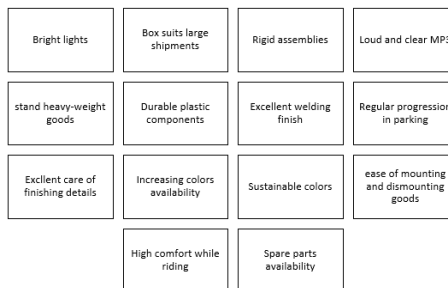 Bright lights
Box suits large
shipments
Rigid assemblies
Loud and clear MP3
stand heavy-weight
goods
Durable plastic
components
Excellent welding
finish
Regular progression
in parking
Excllent care of
finishing details
Increasing colors
availability
Sustainable colors
ease of mounting
and dismounting
goods
High comfort while
riding
Spare parts
availability